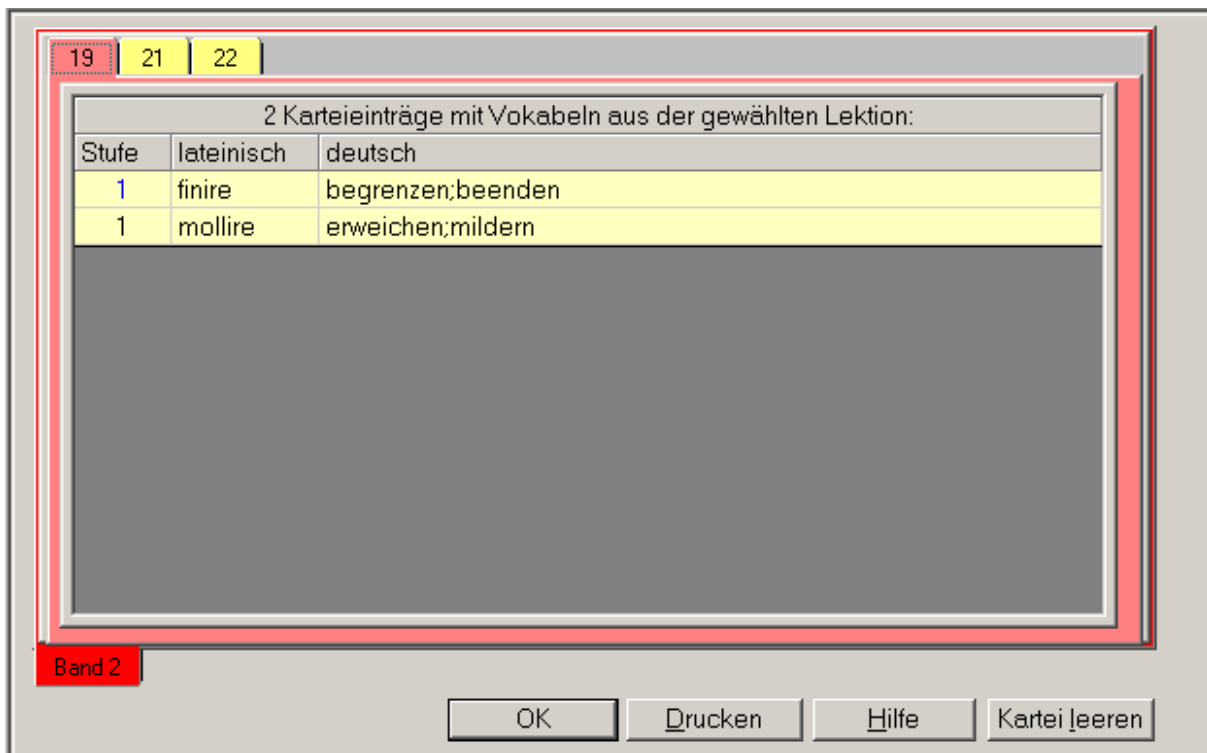 19 21 22
2 Karteieinträge mit Vokabeln aus der gewählten Lektion:
Stufe lateinisch deutsch
1 finire begrenzen;beenden
1 mollire erweichen;mildern
Band 2
OK Drucken Hilfe Kartei leeren